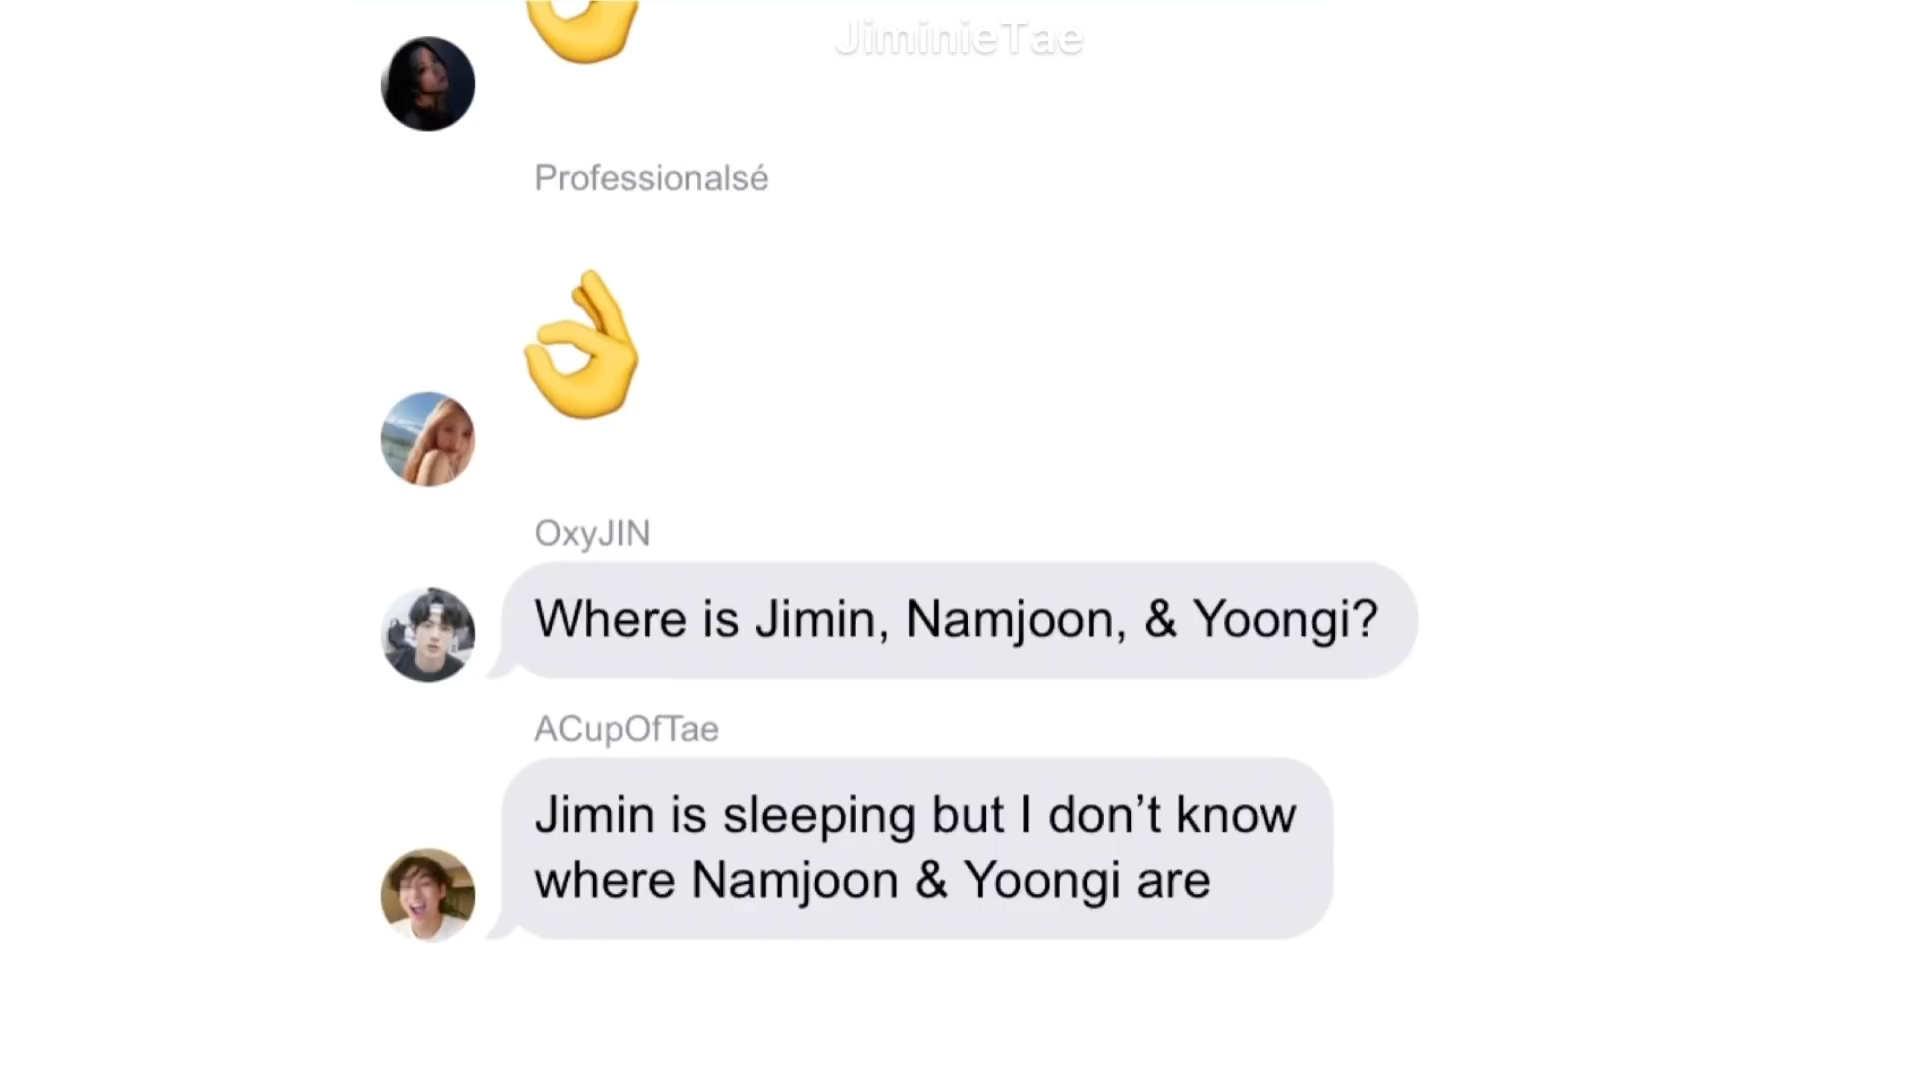 JiminieTae
Professionalsé
👌
OxyJIN
Where is Jimin, Namjoon, & Yoongi?
ACupOfTae
Jimin is sleeping but I don’t know
where Namjoon & Yoongi are